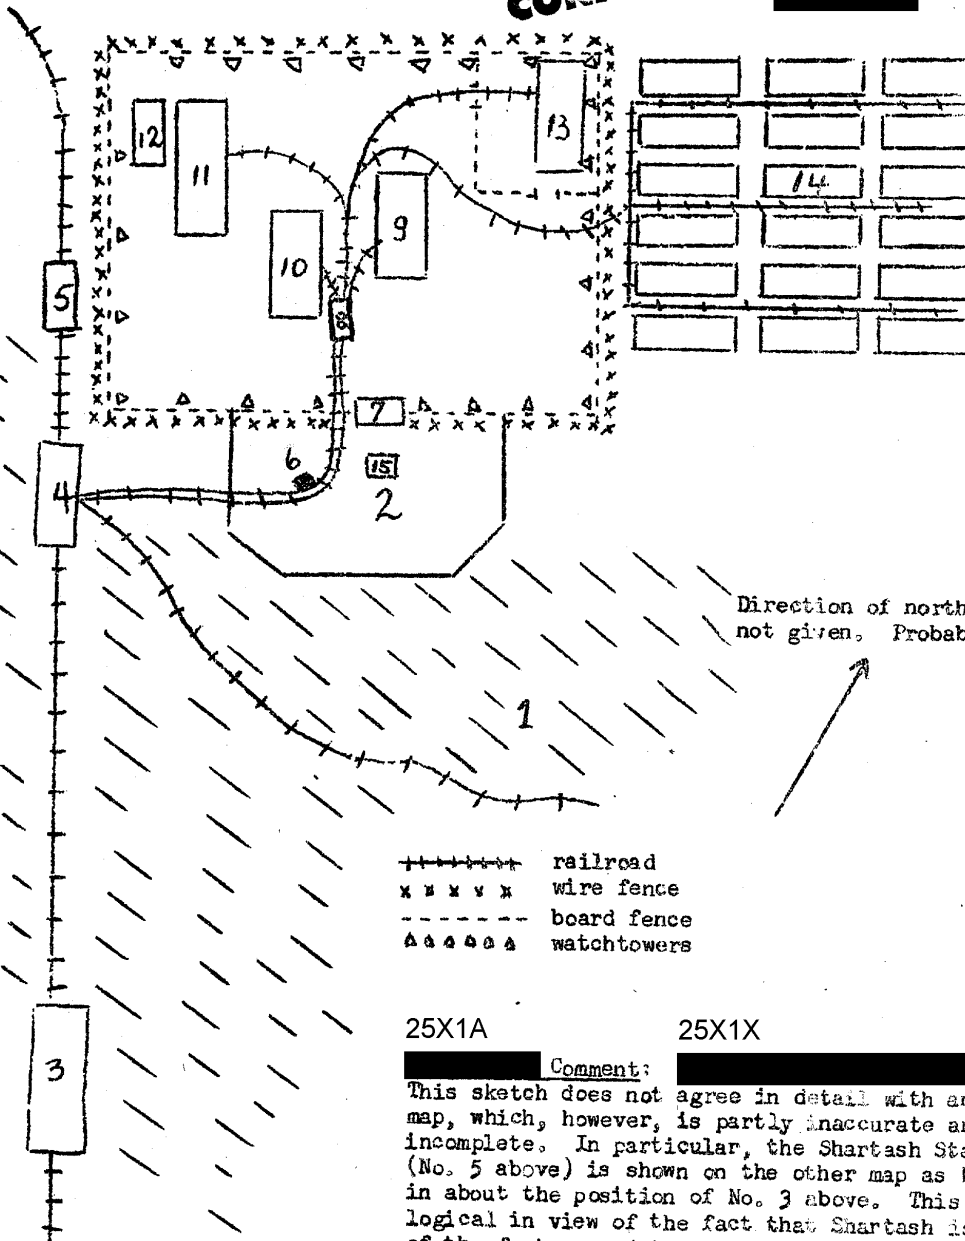 12
11
13
14
9
10
5
8
7
6
15
4
2
Direction of north
not given. Probab
1
railroad
wire fence
board fence
watchtowers
3
25X1A 25X1X
Comment:
This sketch does not agree in detail with
map, which, however, is partly inaccurate
incomplete. In particular, the Shartash
(No. 5 above) is shown on the other map as
in about the position of No. 3 above. This
logical in view of the fact that Shartash is